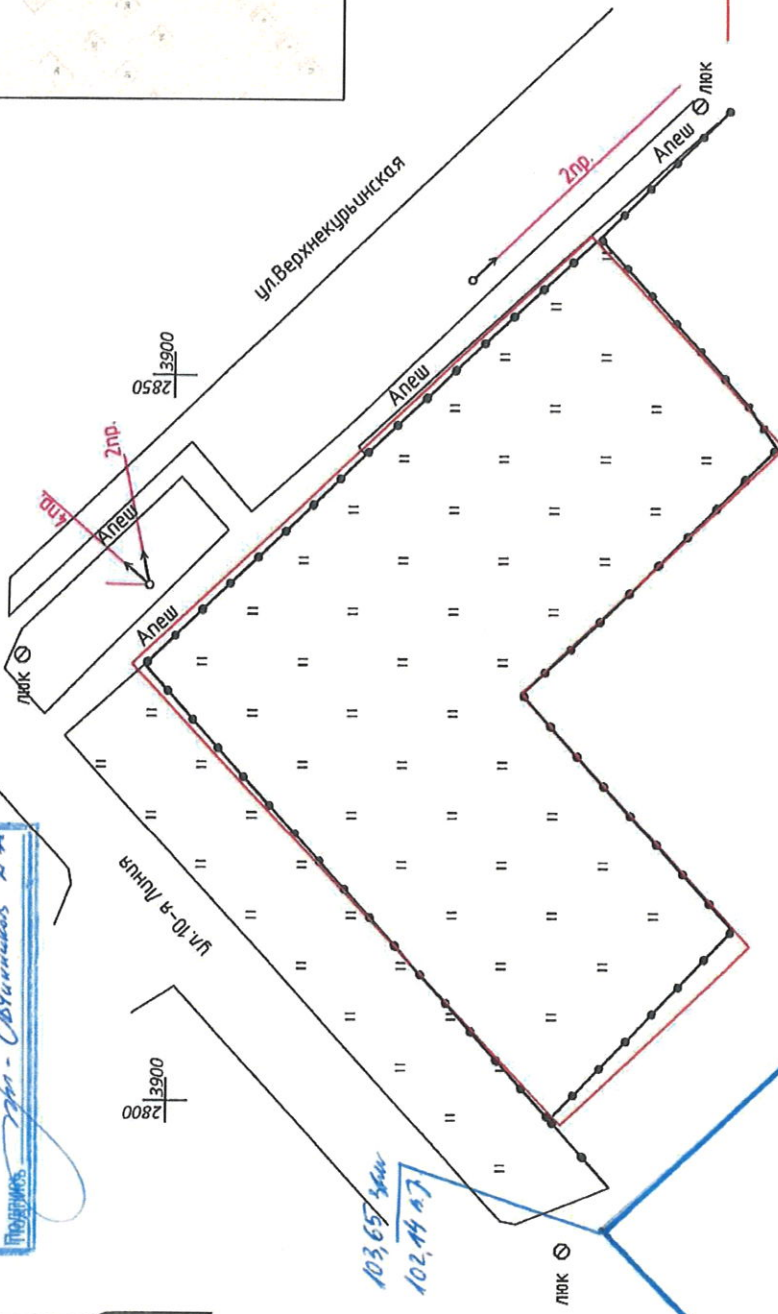 люк
Апеш
2пр.
ул.Верхнекурьинская
3900
2850
2пр.
4пр.
Апеш
Апеш
Апеш
люк
ул.10-я Линия
3900
2800
Подпись
103,65
102,14
люк